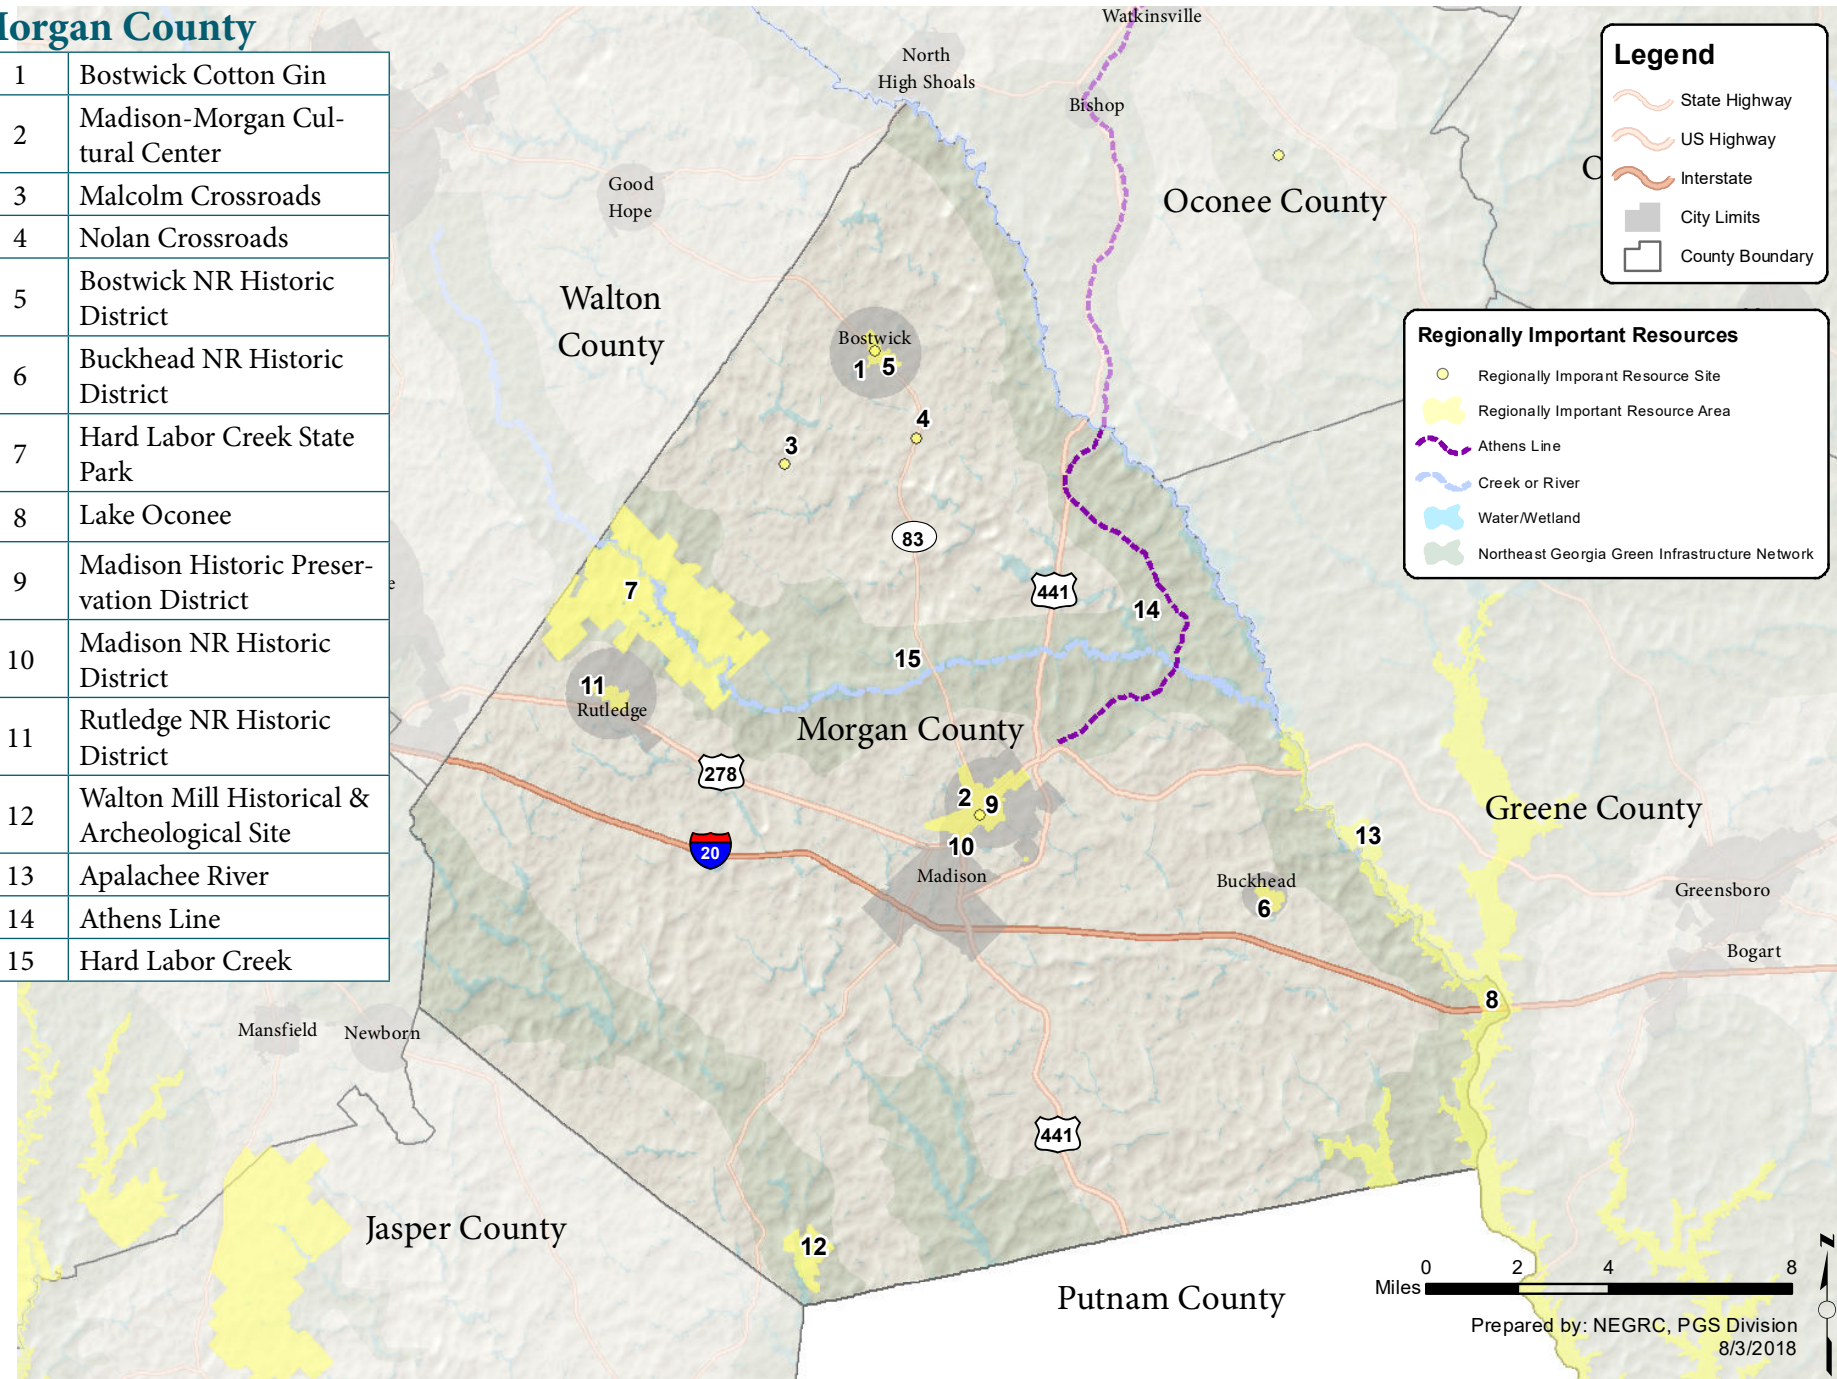 Morgan County
1 Bostwick Cotton Gin
2 Madison-Morgan Cul-
tural Center
3 Malcolm Crossroads
4 Nolan Crossroads
5 Bostwick NR Historic
District
6 Buckhead NR Historic
District
7 Hard Labor Creek State
Park
8 Lake Oconee
9 Madison Historic Preser-
vation District
10 Madison NR Historic
District
11 Rutledge NR Historic
District
12 Walton Mill Historical &
Archeological Site
13 Apalachee River
14 Athens Line
15 Hard Labor Creek
Watkinsville
North
High Shoals
Bishop
Good
Hope
Oconee County
O
Walton
County
Bostwick
1 5
4
3
83
441
7
14
15
11
Rutledge
Morgan County
278
2 9
10
Madison
20
Greene County
13
Buckhead
6
Greensboro
Bogart
8
e
Mansfield
Newborn
441
Jasper County
12
Putnam County
Legend
State Highway
US Highway
Interstate
City Limits
County Boundary
Regionally Important Resources
Regionally Imporant Resource Site
Regionally Important Resource Area
Athens Line
Creek or River
Water/Wetland
Northeast Georgia Green Infrastructure Network
0 2 4 8
Miles
Prepared by: NEGRC, PGS Division
8/3/2018
Z